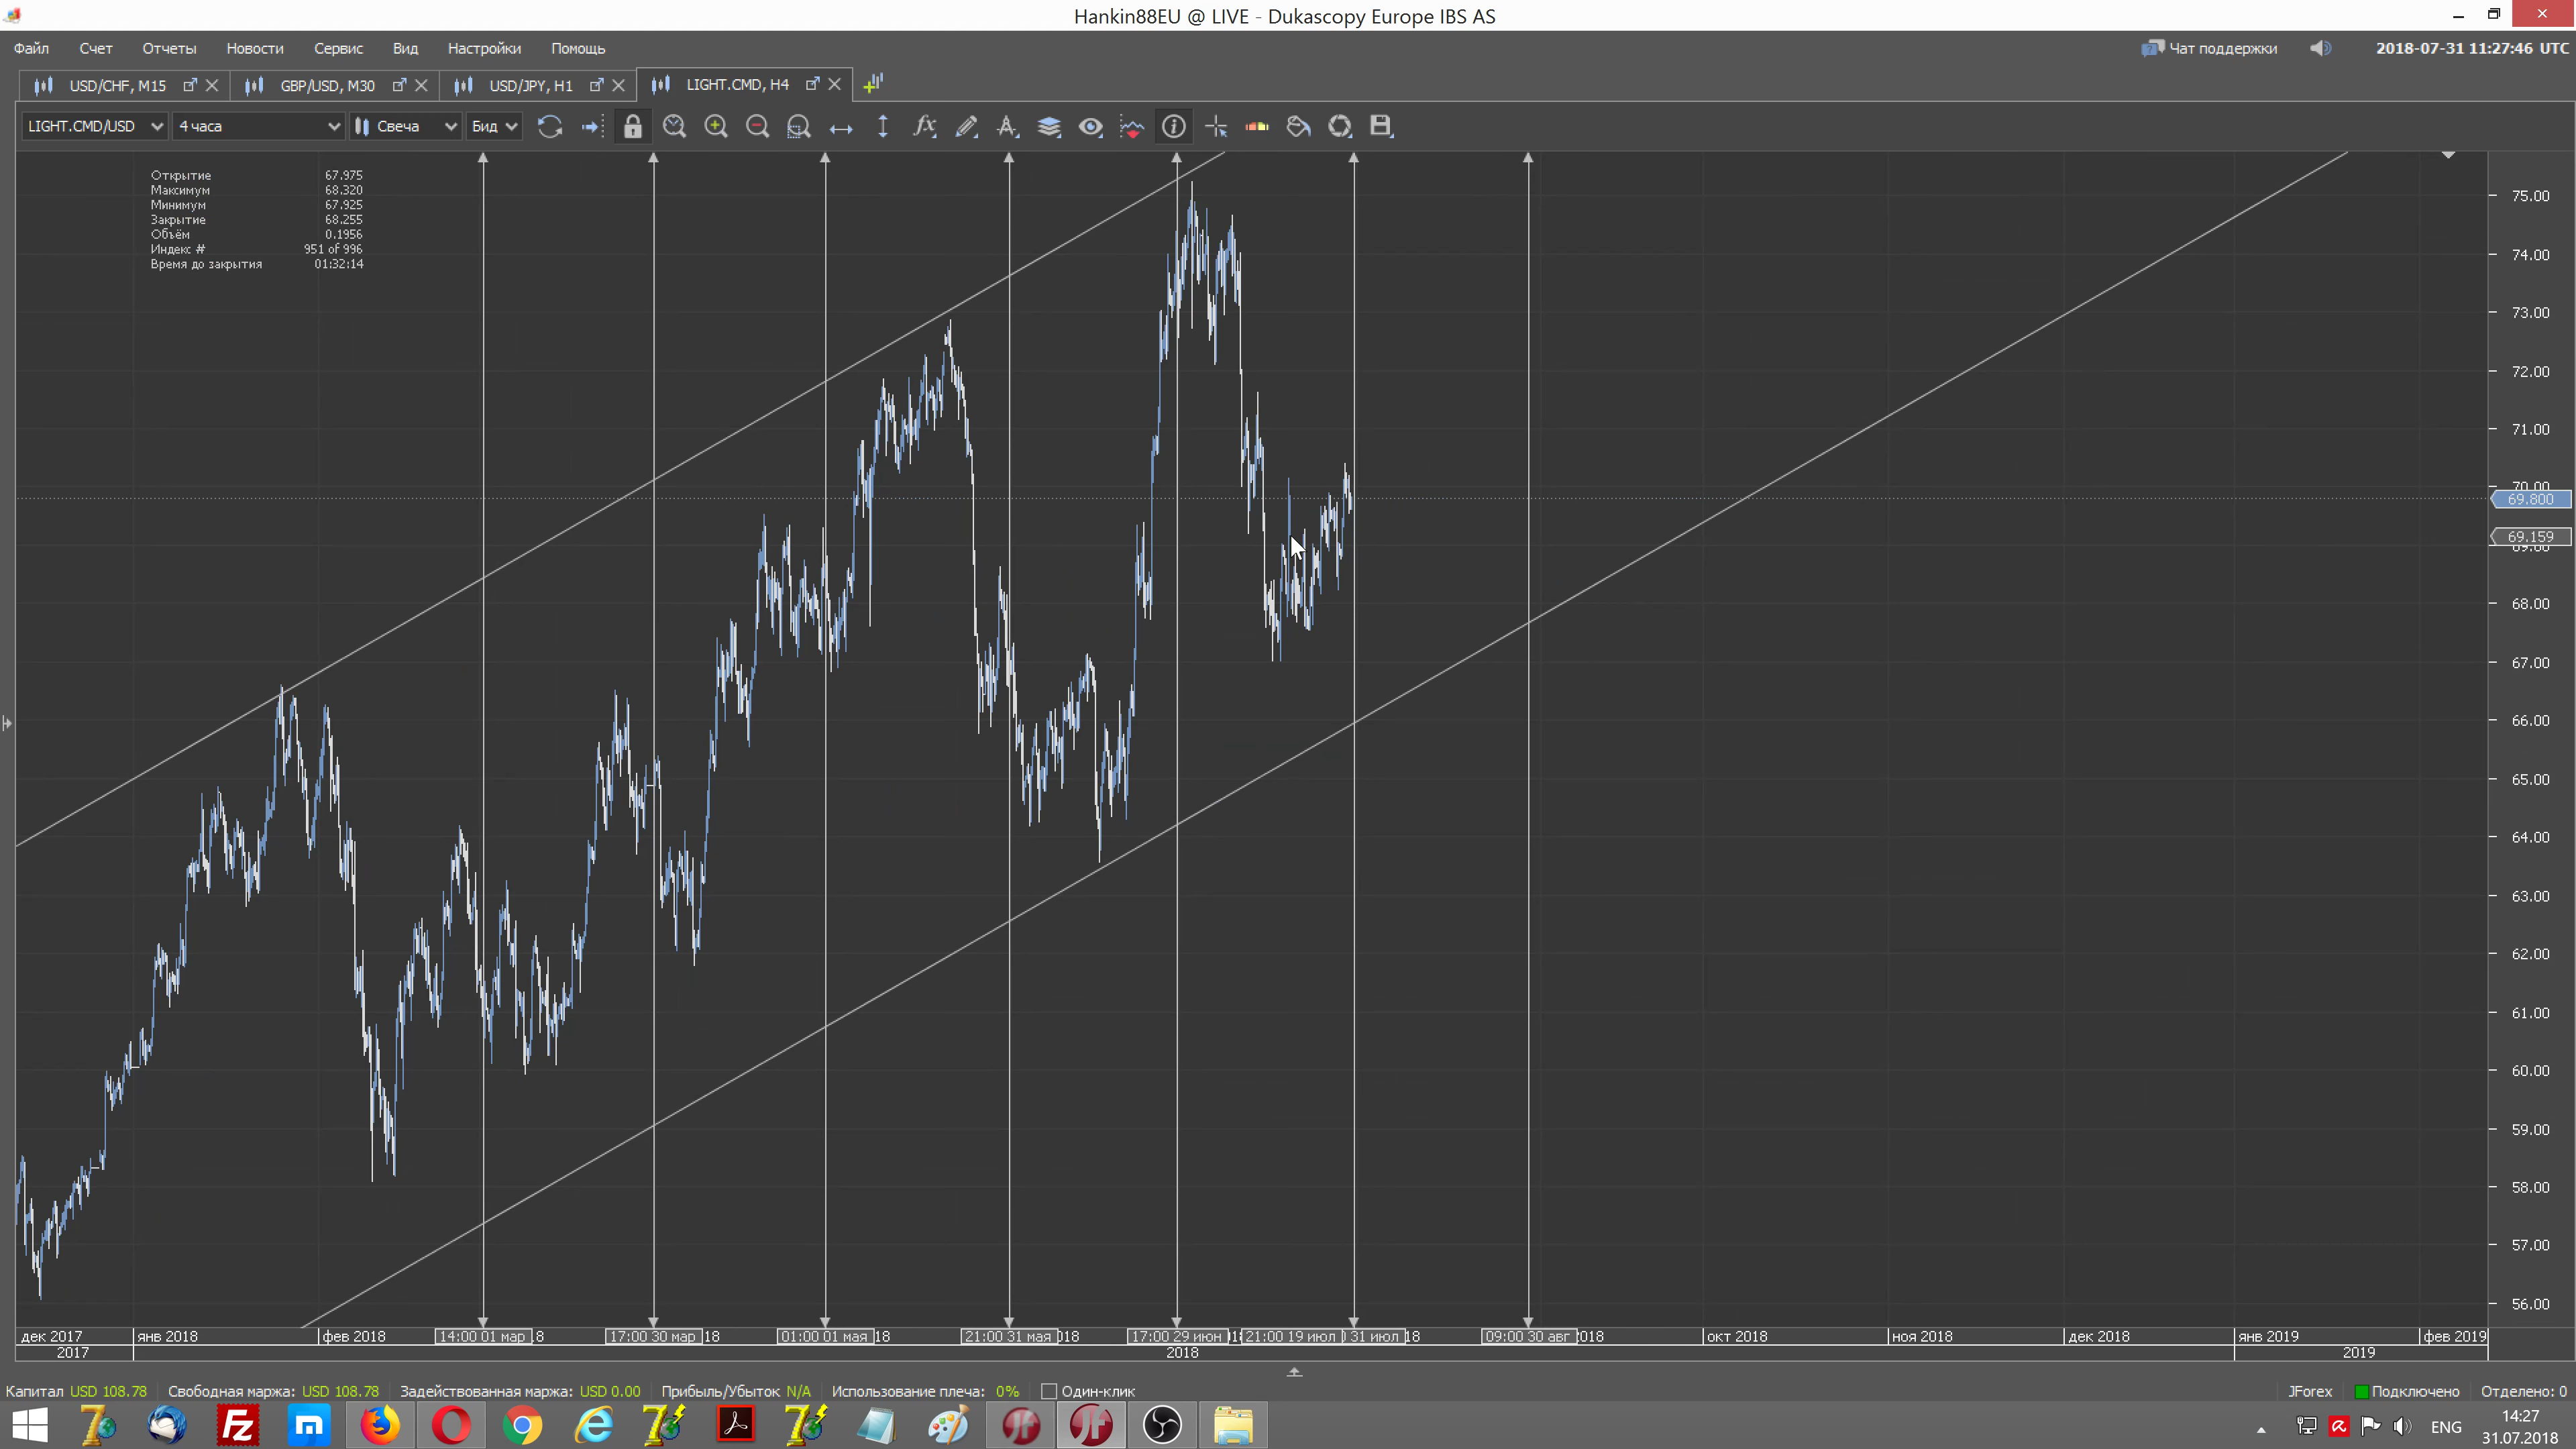 Hankin88EU @ LIVE - Dukascopy Europe IBS AS
Файл Счет Отчеты Новости Сервис Вид Настройки Помощь Чат поддержки 2018-07-31 11:27:46 UTC
USD/CHF, M15 GBP/USD, M30 USD/JPY, H1 LIGHT.CMD, H4
LIGHT.CMD/USD 4 часа Свеча Бид
Открытие 67.975
Максимум 68.320
Минимум 67.925
Закрытие 68.255
Объём 0.1956
Индекс # 951 of 996
Время до закрытия 01:32:14
75.00
74.00
73.00
72.00
71.00
70.00
69.800
69.159
69.00
68.00
67.00
66.00
65.00
64.00
63.00
62.00
61.00
60.00
59.00
58.00
57.00
56.00
дек 2017 янв 2018 фев 2018 14:00 01 мар 8 17:00 30 мар 18 01:00 01 мая 18 21:00 31 мая 018 17:00 29 июн 21:00 19 июл 31 июл 18 09:00 30 авг 018 окт 2018 ноя 2018 дек 2018 янв 2019 фев 2019
2017 2018 2019
Капитал USD 108.78 Свободная маржа: USD 108.78 Задействованная маржа: USD 0.00 Прибыль/Убыток N/A Использование плеча: 0% Один-клик JForex Подключено Отделено: 0
ENG 14:27
31.07.2018